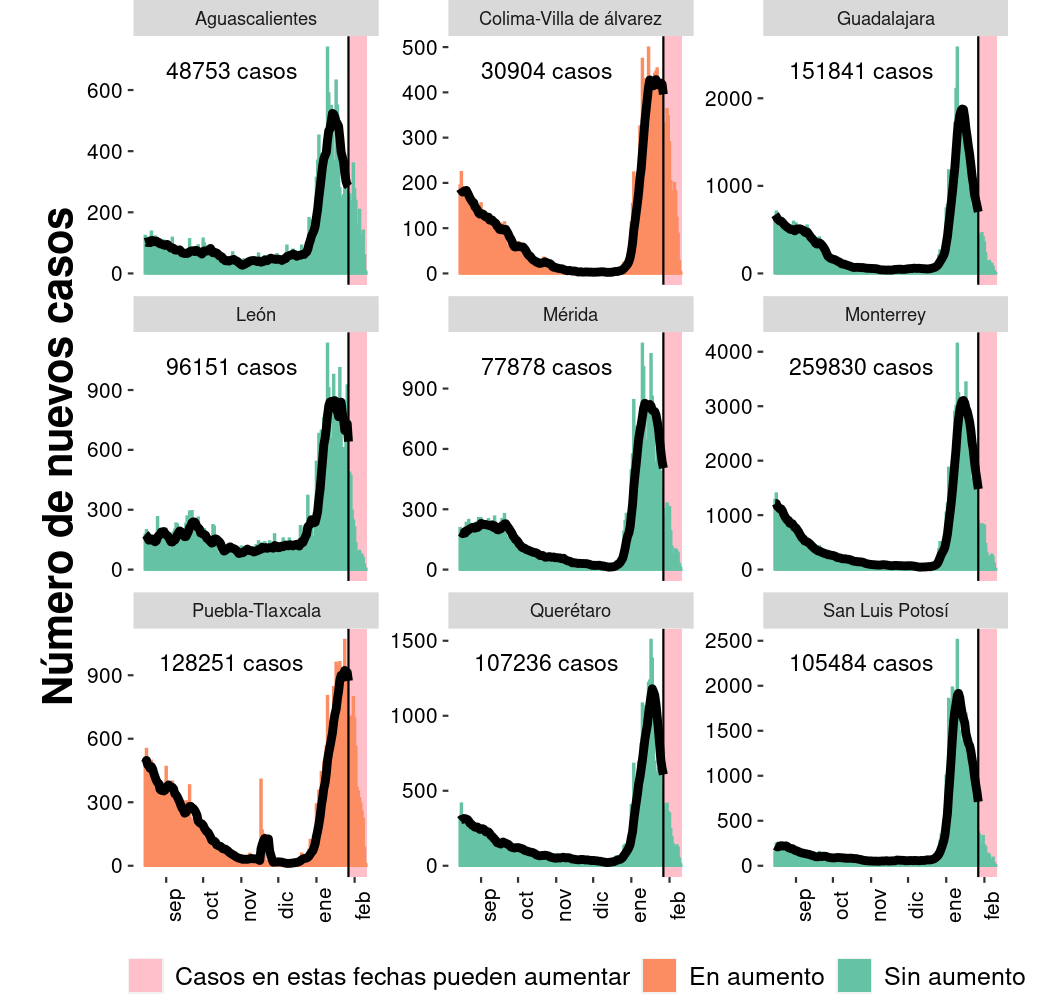 Número de nuevos casos
Aguascalientes
Colima-Villa de álvarez
Guadalajara
48753 casos
30904 casos
151841 casos
600
400
200
0
500
400
300
200
100
0
2000
1000
0
León
Mérida
Monterrey
96151 casos
77878 casos
259830 casos
900
600
300
0
900
600
300
0
4000
3000
2000
1000
0
Puebla-Tlaxcala
Querétaro
San Luis Potosí
128251 casos
107236 casos
105484 casos
900
600
300
0
1500
1000
500
0
2500
2000
1500
1000
500
0
sep oct nov dic ene feb
sep oct nov dic ene feb
sep oct nov dic ene feb
Casos en estas fechas pueden aumentar En aumento Sin aumento